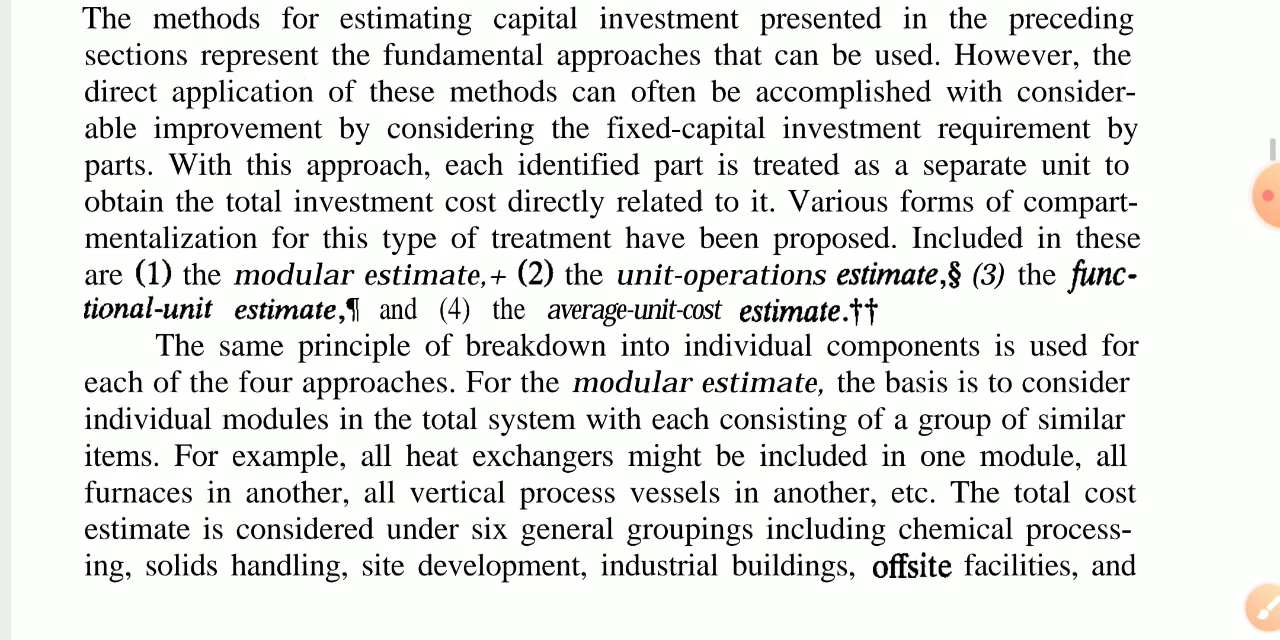 The methods for estimating capital investment presented in the preceding
sections represent the fundamental approaches that can be used. However, the
direct application of these methods can often be accomplished with consider-
able improvement by considering the fixed-capital investment requirement by
parts. With this approach, each identified part is treated as a separate unit to
obtain the total investment cost directly related to it. Various forms of compart-
mentalization for this type of treatment have been proposed. Included in these
are (1) the modular estimate,+ (2) the unit-operations estimate,§ (3) the func-
tional-unit estimate,¶ and (4) the average-unit-cost estimate.††
The same principle of breakdown into individual components is used for
each of the four approaches. For the modular estimate, the basis is to consider
individual modules in the total system with each consisting of a group of similar
items. For example, all heat exchangers might be included in one module, all
furnaces in another, all vertical process vessels in another, etc. The total cost
estimate is considered under six general groupings including chemical process-
ing, solids handling, site development, industrial buildings, offsite facilities, and